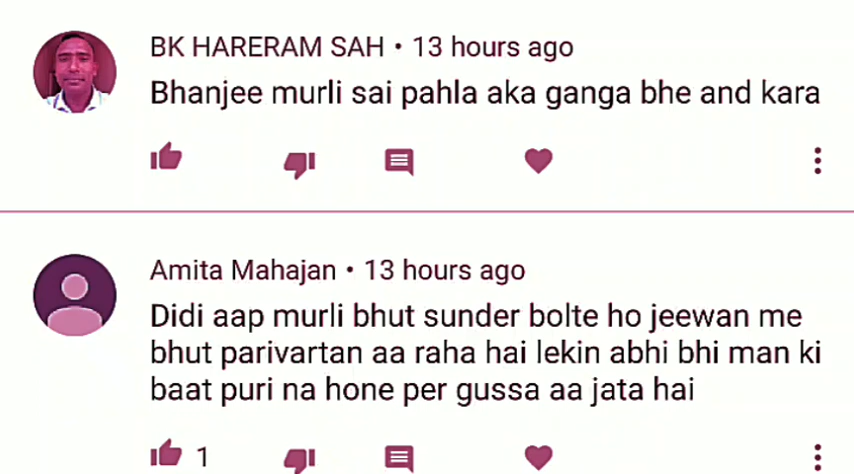 BK HARERAM SAH • 13 hours ago
Bhanjee murli sai pahla aka ganga bhe and kara
Amita Mahajan • 13 hours ago
Didi aap murli bhut sunder bolte ho jeewan me
bhut parivartan aa raha hai lekin abhi bhi man ki
baat puri na hone per gussa aa jata hai
1